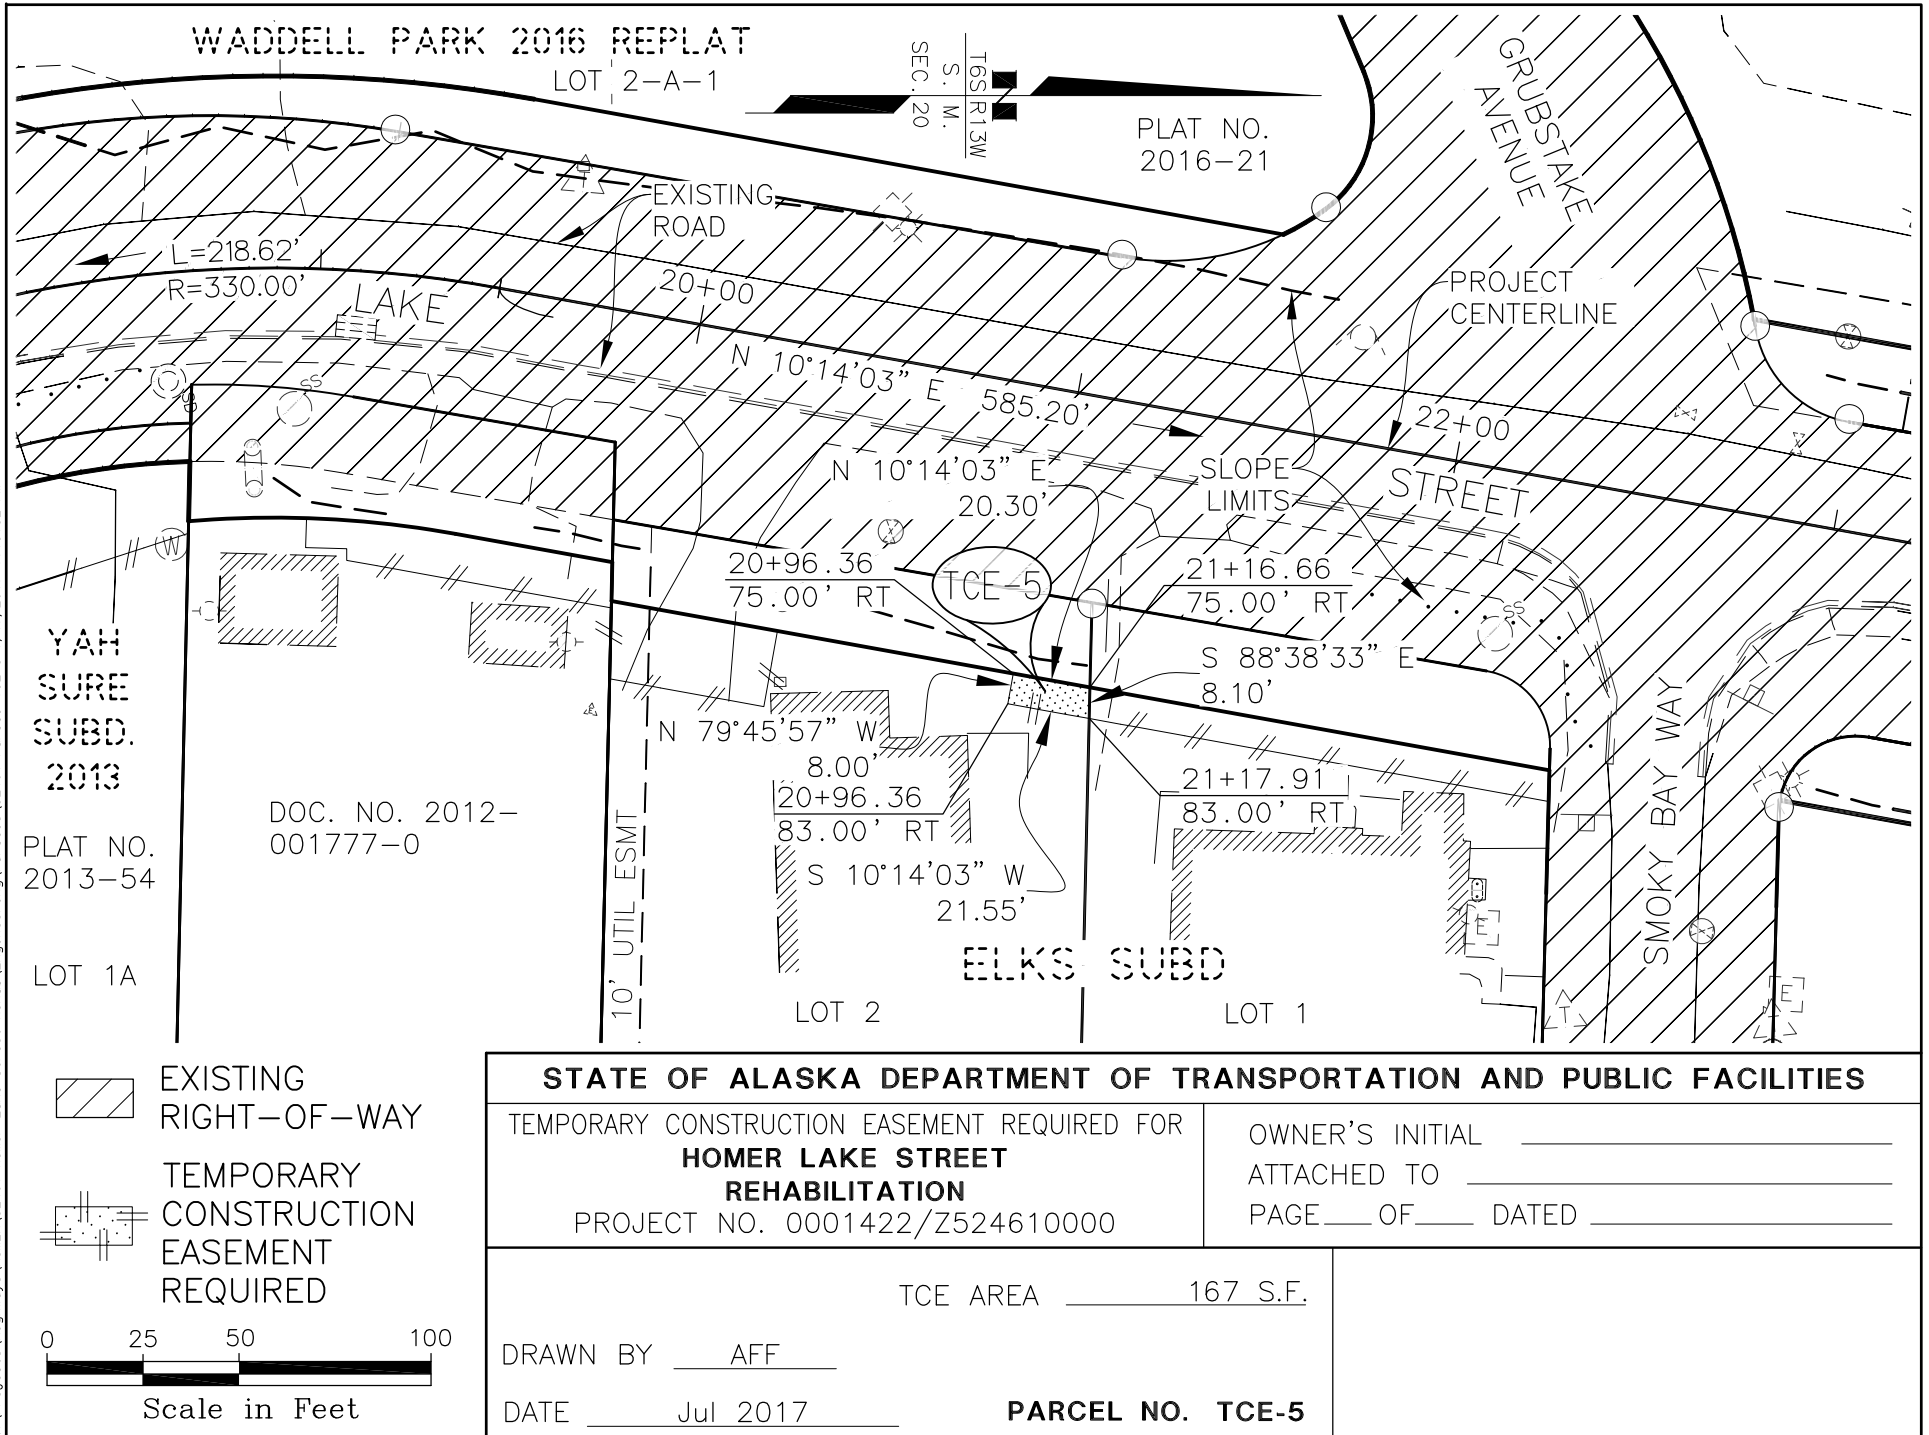 WADDELL PARK 2016 REPLAT
LOT 2-A-1
T6S R13W
S. M.
SEC. 20
N
PLAT NO.
2016-21
GRUBSTAKE
AVENUE
EXISTING
ROAD
L=218.62'
R=330.00'
LAKE
20+00
PROJECT
CENTERLINE
N 10°14'03" E 585.20'
22+00
STREET
SLOPE
LIMITS
N 10°14'03" E
20.30'
SS
SD
W
20+96.36
75.00' RT
TCE-5
21+16.66
75.00' RT
SS
S 88°38'33" E
8.10'
YAH
SURE
SUBD.
2013
N 79°45'57" W
8.00'
20+96.36
83.00' RT
21+17.91
83.00' RT
S 10°14'03" W
21.55'
DOC. NO. 2012-
001777-0
PLAT NO.
2013-54
LOT 1A
10' UTIL ESMT
ELKS SUBD
LOT 2
LOT 1
SMOKY BAY WAY
E
E
T
EXISTING
RIGHT-OF-WAY
TEMPORARY
CONSTRUCTION
EASEMENT
REQUIRED
0 25 50 100
Scale in Feet
STATE OF ALASKA DEPARTMENT OF TRANSPORTATION AND PUBLIC FACILITIES
TEMPORARY CONSTRUCTION EASEMENT REQUIRED FOR
HOMER LAKE STREET
REHABILITATION
PROJECT NO. 0001422/Z524610000
OWNER'S INITIAL
ATTACHED TO
PAGE OF DATED
TCE AREA 167 S.F.
DRAWN BY AFF
DATE Jul 2017
PARCEL NO. TCE-5